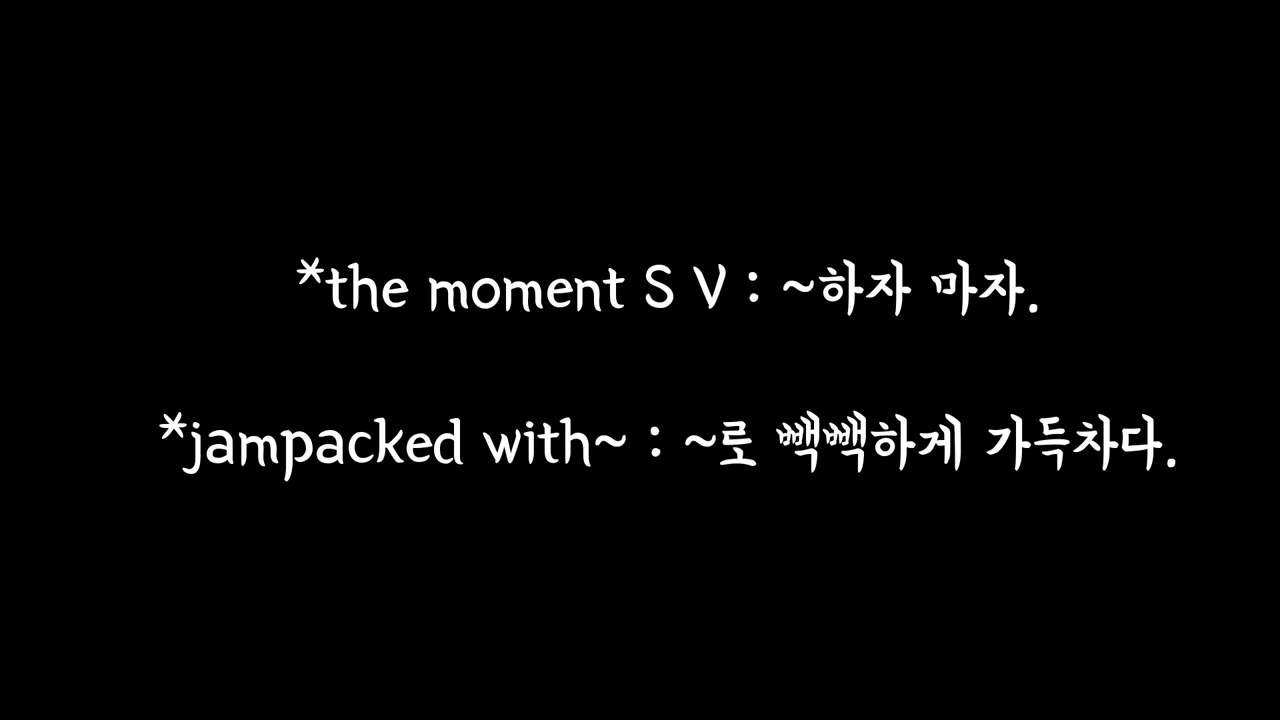 *the moment S V : ~하자 마자.
*jampacked with~ : ~로 빽빽하게 가득차다.